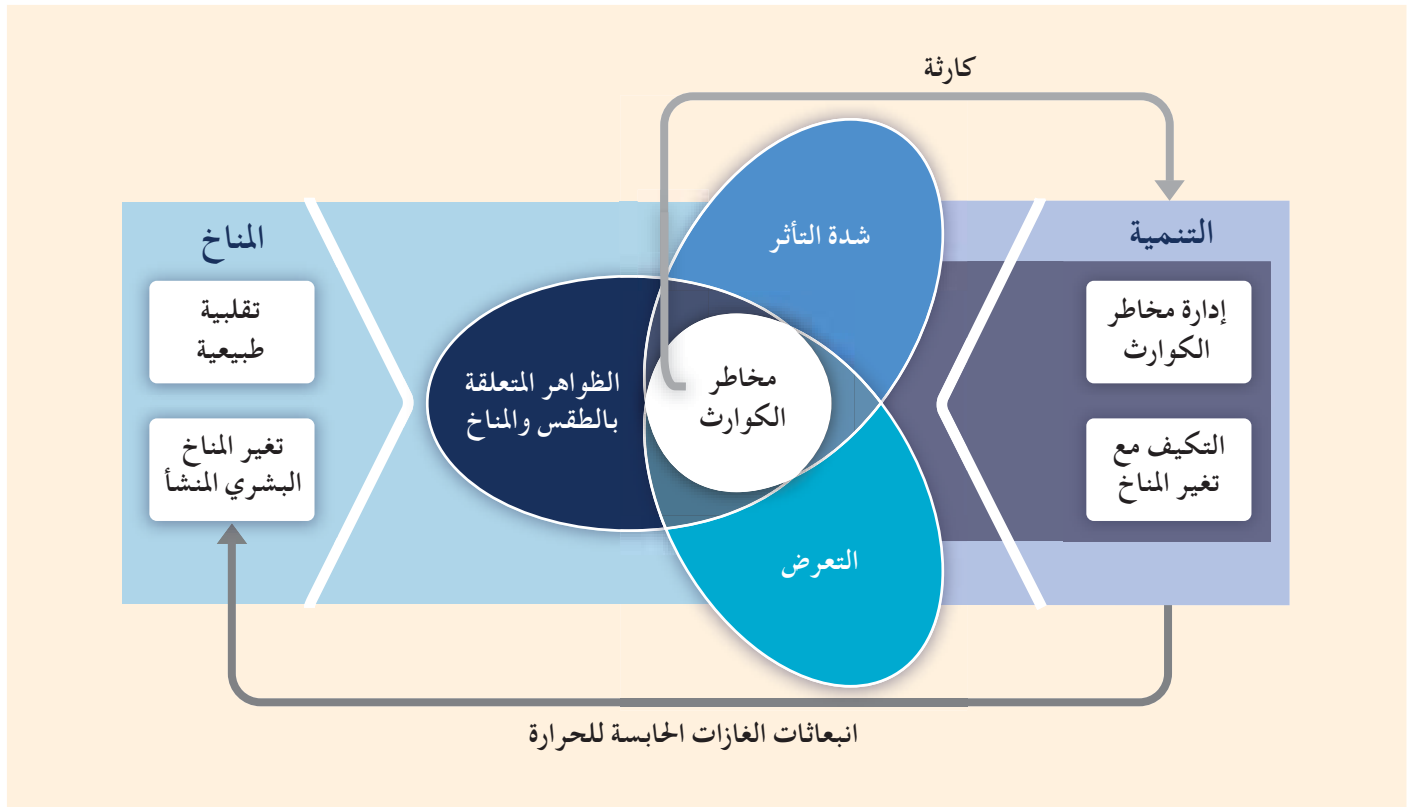 كارثة
التنمية
إدارة مخاطر
الكوارث
التكيف مع
تغير المناخ
شدة التأثر
مخاطر
الكوارث
التعرض
الظواهر المتعلقة
بالطقس والمناخ
المناخ
تقلبية
طبيعية
تغير المناخ
البشري المنشأ
انبعاثات الغازات الحابسة للحرارة